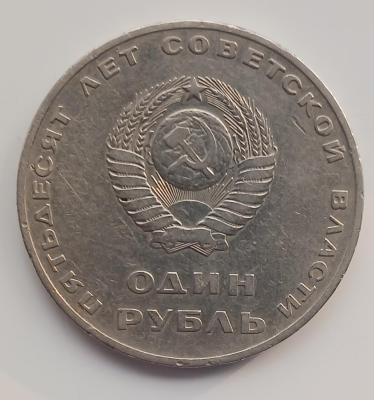 ПЯТЬДЕСЯТ ЛЕТ СОВЕТСКОЙ ВЛАСТИ
ОДИН
РУБЛЬ